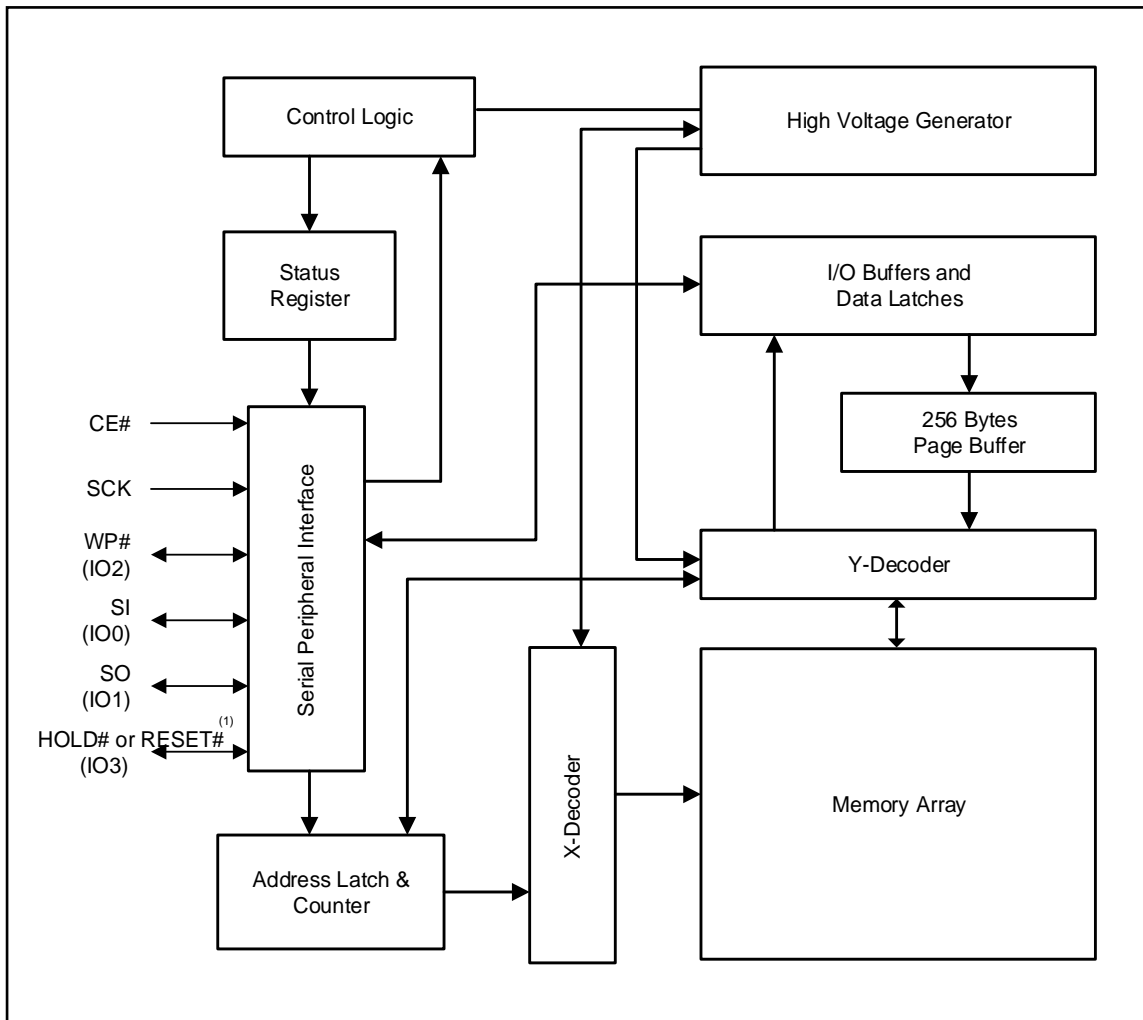 Control Logic
High Voltage Generator
Status
Register
I/O Buffers and
Data Latches
256 Bytes
Page Buffer
Y-Decoder
CE#
SCK
WP#
(IO2)
SI
(IO0)
SO
(IO1)
HOLD# or RESET#(1)
(IO3)
Serial Peripheral Interface
Address Latch &
Counter
X-Decoder
Memory Array